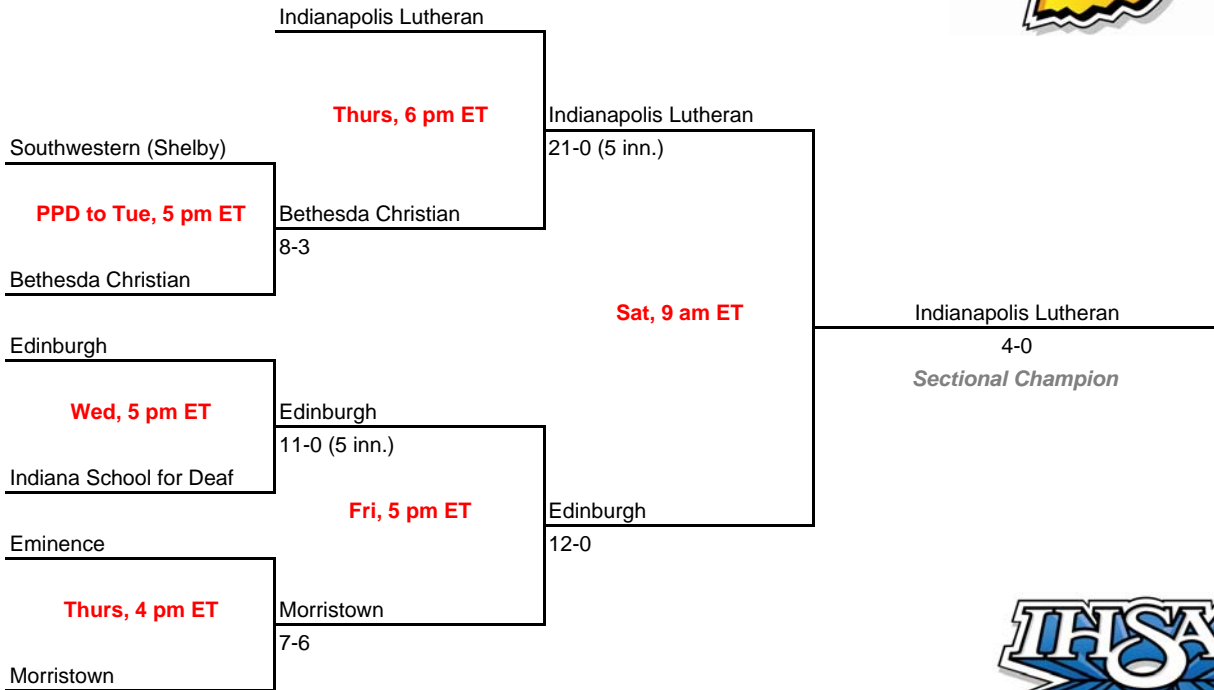 Indianapolis Lutheran
Thurs, 6 pm ET
Indianapolis Lutheran
Southwestern (Shelby)
21-0 (5 inn.)
PPD to Tue, 5 pm ET
Bethesda Christian
8-3
Bethesda Christian
Sat, 9 am ET
Indianapolis Lutheran
Edinburgh
4-0
Sectional Champion
Wed, 5 pm ET
Edinburgh
11-0 (5 inn.)
Indiana School for Deaf
Fri, 5 pm ET
Edinburgh
Eminence
12-0
Thurs, 4 pm ET
Morristown
7-6
Morristown
IHSA